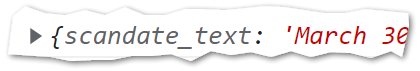 ▶ {scandate_text: 'March 30